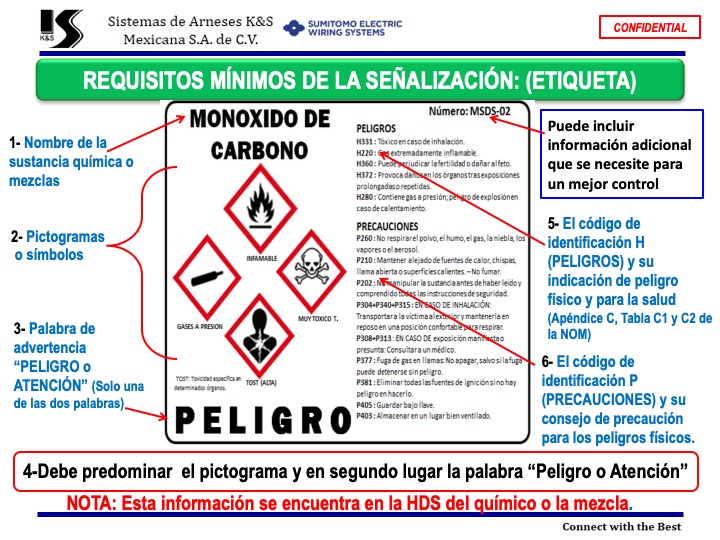 K&S
Sistemas de Arneses K&S
Mexicana S.A. de C.V.
SUMITOMO ELECTRIC
WIRING SYSTEMS
CONFIDENTIAL
REQUISITOS MÍNIMOS DE LA SEÑALIZACIÓN: (ETIQUETA)
1- Nombre de la
sustancia química o
mezclas
2- Pictogramas
o símbolos
3- Palabra de
advertencia
“PELIGRO o
ATENCIÓN” (Solo una
de las dos palabras)
MONOXIDO DE
CARBONO
INFAMABLE
GASES A PRESION
MUY TOXICO T.
TOST (ALTA)
TOST: Toxicidad especifica en
determinados órganos.
PELIGRO
Número: MSDS-02
PELIGROS
H331 : Tóxico en caso de inhalación.
H220 : Gas extremadamente inflamable.
H360 : Puede perjudicar la fertilidad o dañar al feto.
H372 : Provoca daños en los órganos tras exposiciones
prolongadas o repetidas.
H280 : Contiene gas a presión; peligro de explosión en
caso de calentamiento.
PRECAUCIONES
P260 : No respirar el polvo, el humo, el gas, la niebla, los
vapores o el aerosol.
P210 : Mantener alejado de fuentes de calor, chispas,
llama abierta o superficies calientes. – No fumar.
P202 : No manipular la sustancia antes de haber leído y
comprendido todas las instrucciones de seguridad.
P304+P340+P315 : EN CASO DE INHALACIÓN:
Transportar a la víctima al exterior y mantenerla en
reposo en una posición confortable para respirar.
P308+P313 : EN CASO DE exposición manifiesta o
presunta: Consultar a un médico.
P377 : Fuga de gas en llamas: No apagar, salvo si la fuga
puede detenerse sin peligro.
P381 : Eliminar todas las fuentes de ignición si no hay
peligro en hacerlo.
P405 : Guardar bajo llave.
P403 : Almacenar en un lugar bien ventilado.
Puede incluir
información adicional
que se necesite para
un mejor control
5- El código de
identificación H
(PELIGROS) y su
indicación de peligro
físico y para la salud
(Apéndice C, Tabla C1 y C2 de
la NOM)
6- El código de
identificación P
(PRECAUCIONES) y su
consejo de precaución
para los peligros físicos.
4-Debe predominar el pictograma y en segundo lugar la palabra “Peligro o Atención”
NOTA: Esta información se encuentra en la HDS del químico o la mezcla.
Connect with the Best